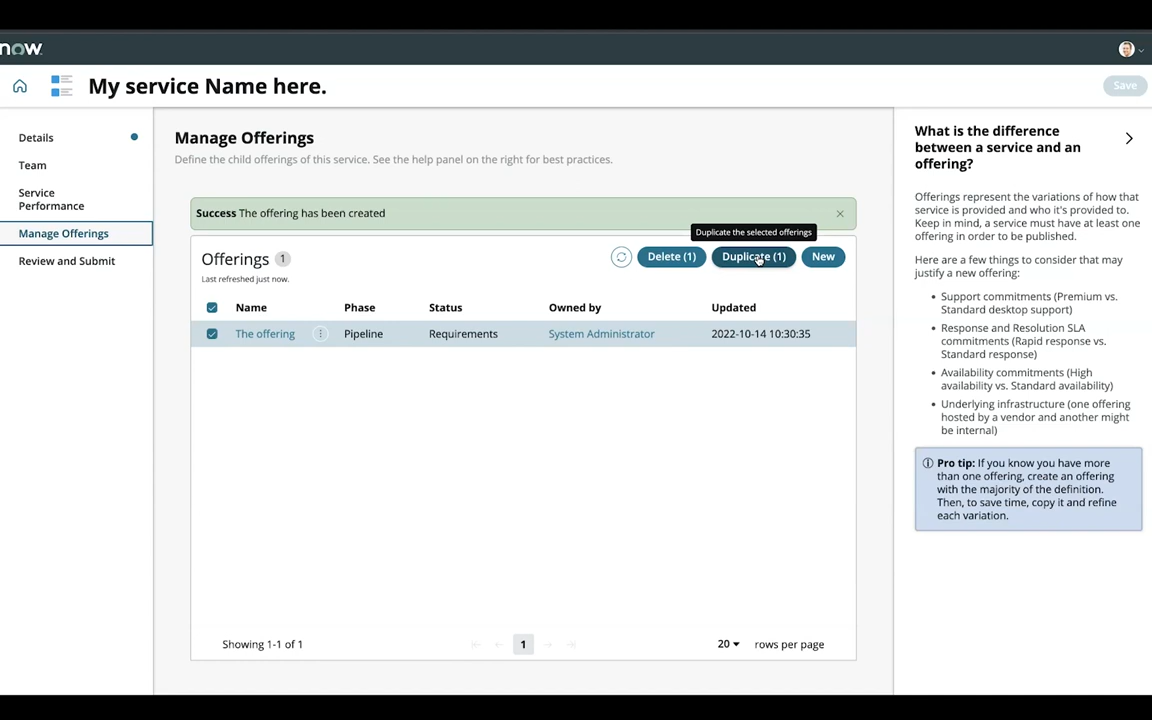 now
My service Name here.
Save
Details
Team
Service
Performance
Manage Offerings
Review and Submit
Manage Offerings
Define the child offerings of this service. See the help panel on the right for best practices.
Success The offering has been created
Duplicate the selected offerings
Offerings 1
Last refreshed just now.
Delete (1)
Duplicate (1)
New
Name Phase Status Owned by Updated
The offering Pipeline Requirements System Administrator 2022-10-14 10:30:35
Showing 1-1 of 1
1
20 rows per page
What is the difference
between a service and an
offering?
Offerings represent the variations of how that
service is provided and who it's provided to.
Keep in mind, a service must have at least one
offering in order to be published.
Here are a few things to consider that may
justify a new offering:
• Support commitments (Premium vs.
Standard desktop support)
• Response and Resolution SLA
commitments (Rapid response vs.
Standard response)
• Availability commitments (High
availability vs. Standard availability)
• Underlying infrastructure (one offering
hosted by a vendor and another might
be internal)
Pro tip: If you know you have more
than one offering, create an offering
with the majority of the definition.
Then, to save time, copy it and refine
each variation.